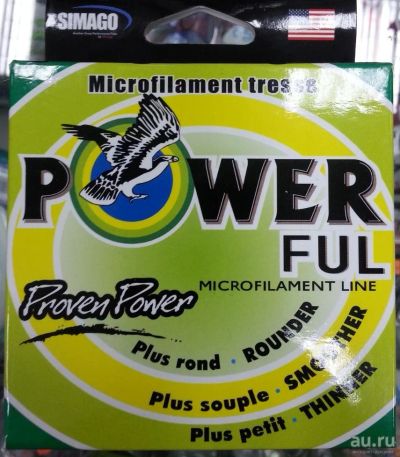 SIMAGO
Microfilament tresse
POWER
FUL
MICROFILAMENT LINE
Proven Power
Plus rond · ROUNDER
Plus souple · SMOOTHER
Plus petit · THINNER
au.ru